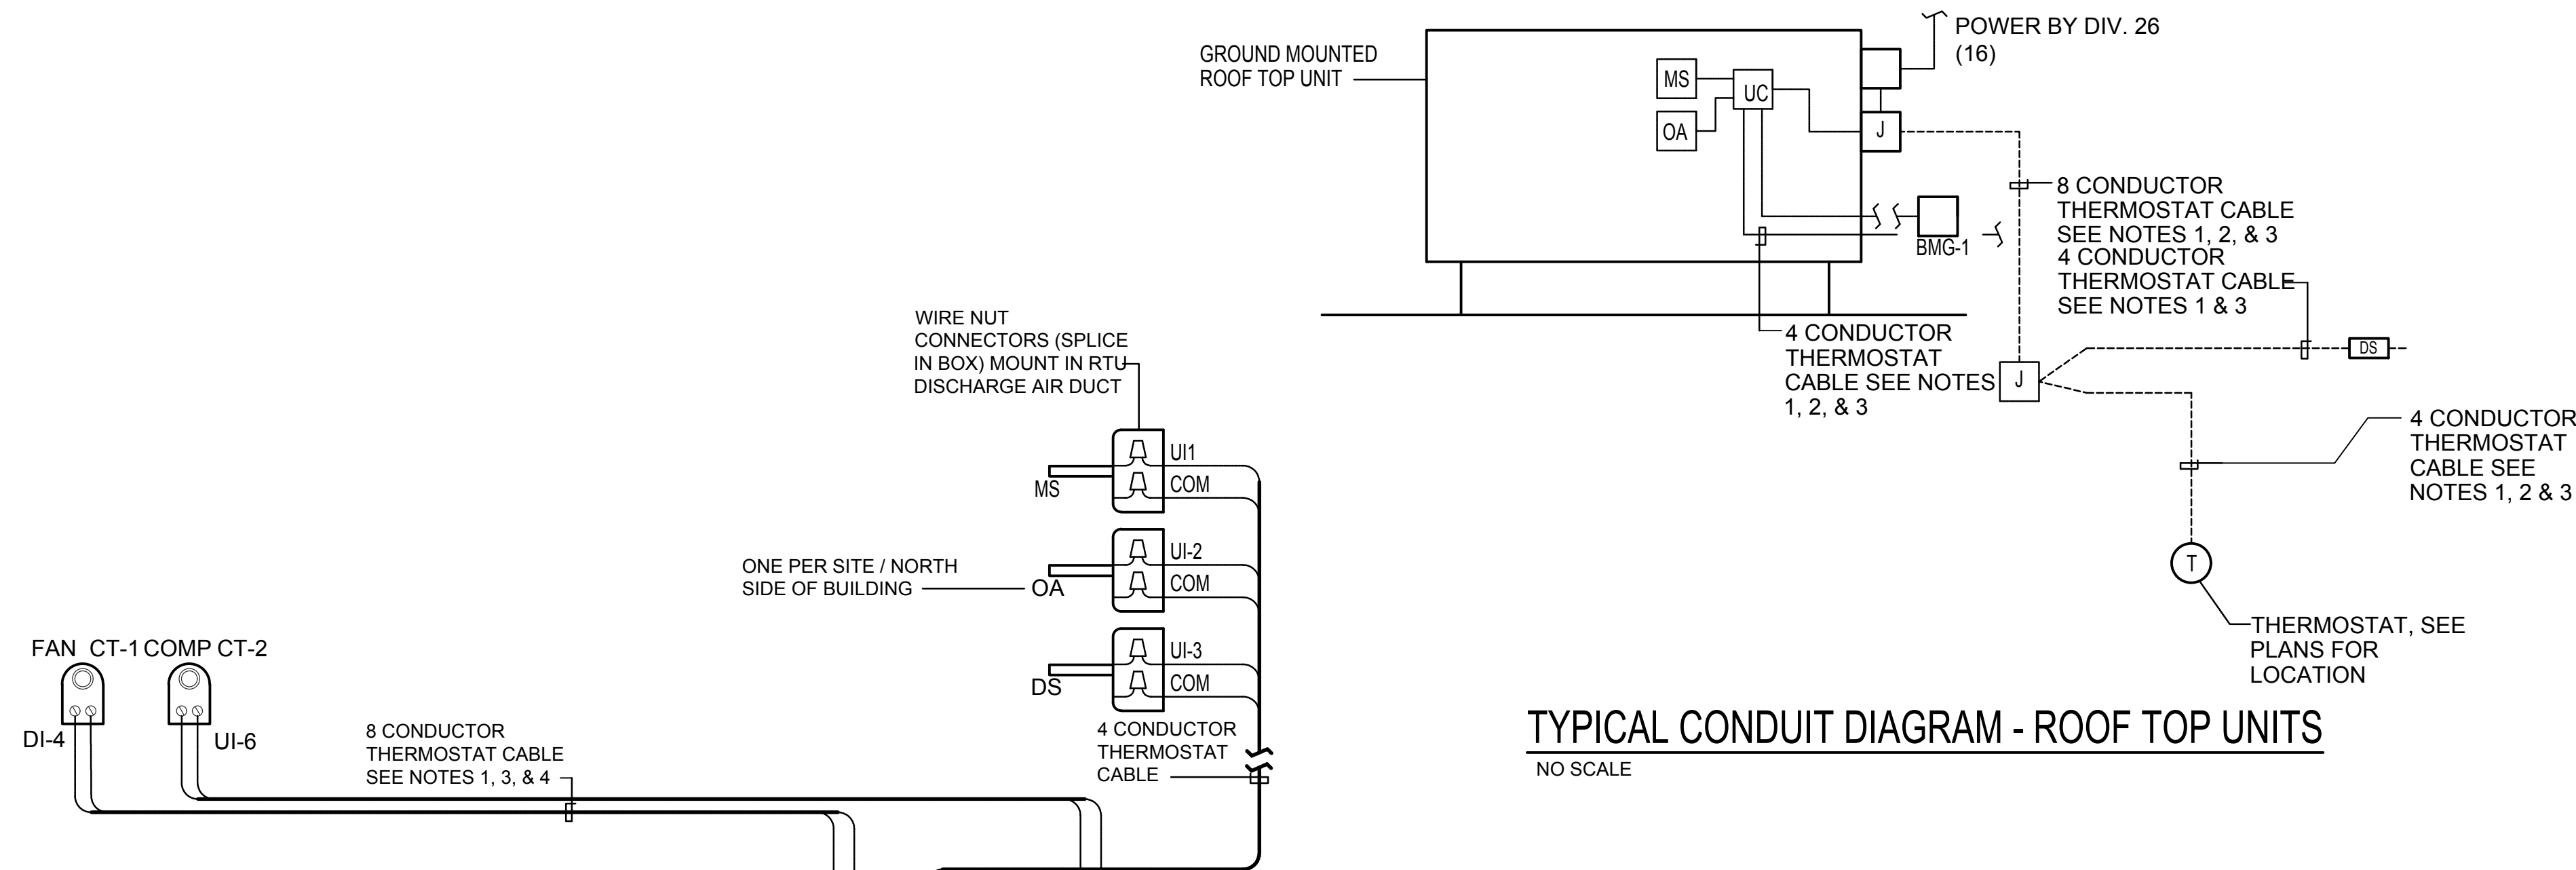 POWER BY DIV. 26
(16)
GROUND MOUNTED
ROOF TOP UNIT
MS
UC
OA
J
8 CONDUCTOR
THERMOSTAT CABLE
SEE NOTES 1, 2, & 3
BMG-1
4 CONDUCTOR
THERMOSTAT CABLE
SEE NOTES 1 & 3
4 CONDUCTOR
THERMOSTAT
CABLE SEE NOTES
1, 2, & 3
DS
J
4 CONDUCTOR
THERMOSTAT
CABLE SEE
NOTES 1, 2 & 3
T
THERMOSTAT, SEE
PLANS FOR
LOCATION
WIRE NUT
CONNECTORS (SPLICE
IN BOX) MOUNT IN RTU
DISCHARGE AIR DUCT
UI1
COM
MS
UI-2
COM
ONE PER SITE / NORTH
SIDE OF BUILDING
OA
UI-3
COM
DS
FAN CT-1 COMP CT-2
DI-4
UI-6
8 CONDUCTOR
THERMOSTAT CABLE
SEE NOTES 1, 3, & 4
4 CONDUCTOR
THERMOSTAT
CABLE
TYPICAL CONDUIT DIAGRAM - ROOF TOP UNITS
NO SCALE